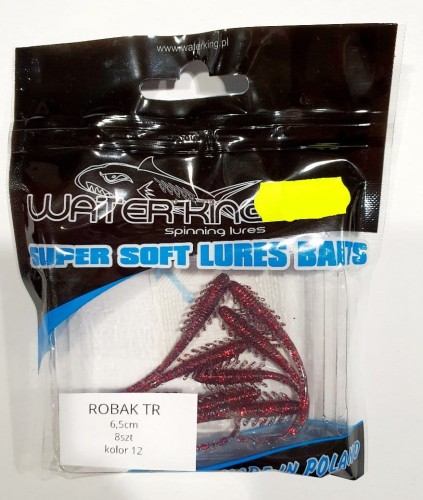 www.waterking.pl
WATER KING
spinning lures
SUPER SOFT LURES BAITS
ROBAK TR
6,5cm
8szt
kolor 12
IN POLAND